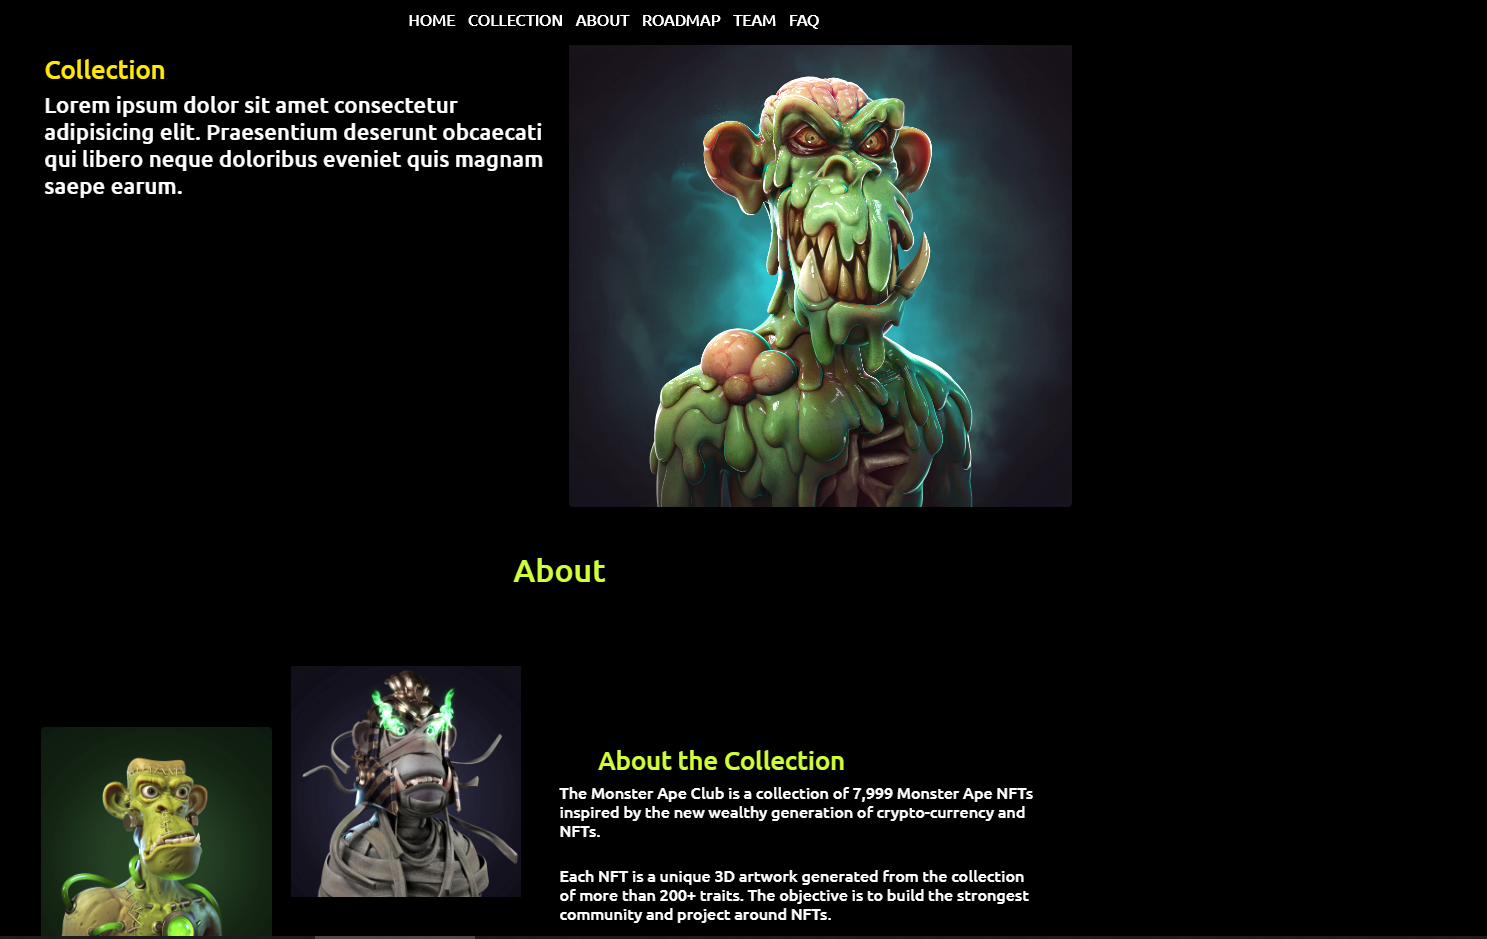 HOME COLLECTION ABOUT ROADMAP TEAM FAQ
Collection
Lorem ipsum dolor sit amet consectetur
adipisicing elit. Praesentium deserunt obcaecati
qui libero neque doloribus eveniet quis magnam
saepe earum.
About
About the Collection
The Monster Ape Club is a collection of 7,999 Monster Ape NFTs
inspired by the new wealthy generation of crypto-currency and
NFTs.
Each NFT is a unique 3D artwork generated from the collection
of more than 200+ traits. The objective is to build the strongest
community and project around NFTs.